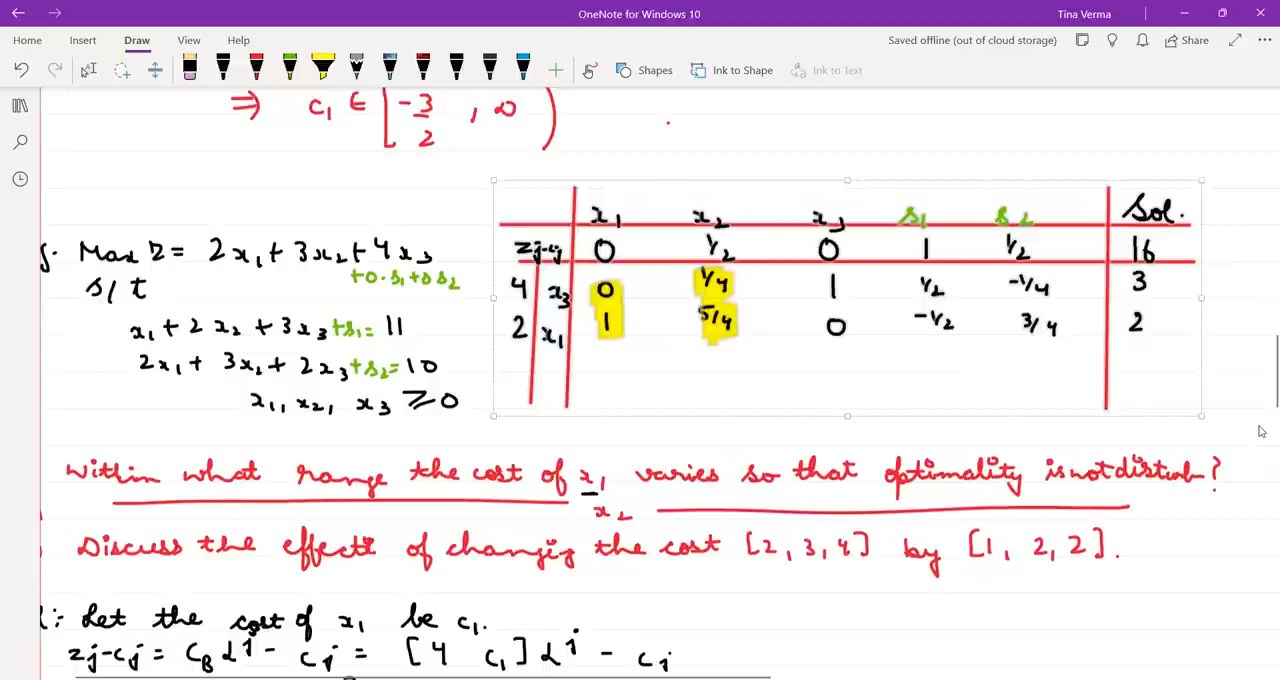 OneNote for Windows 10
Tina Verma
Home Insert Draw View Help
Saved offline (out of cloud storage)
Share
Shapes
Ink to Shape
Ink to Text
⇒ c₁ ∈ [-3/2, ∞)
x₁ x₂ x₃ s₁ s₂ Sol.
zj-cj 0 1/2 0 1 1/2 16
4 x₃ 0 1/4 1 1/2 -1/4 3
2 x₁ 1 5/4 0 -1/2 3/4 2
g. Max Z = 2x₁ + 3x₂ + 4x₃
+0.s₁+0s₂
s/t
x₁ + 2x₂ + 3x₃ +s₁= 11
2x₁ + 3x₂ + 2x₃ +s₂= 10
x₁, x₂, x₃ ≥ 0
Within what range the cost of x₁ varies so that optimality is not distub?
x₂
Discuss the effects of changig the cost [2, 3, 4] by [1, 2, 2].
: Let the cost of x₁ be c₁.
zj-cj = C_B αʲ - cj = [4 c₁] αʲ - cj